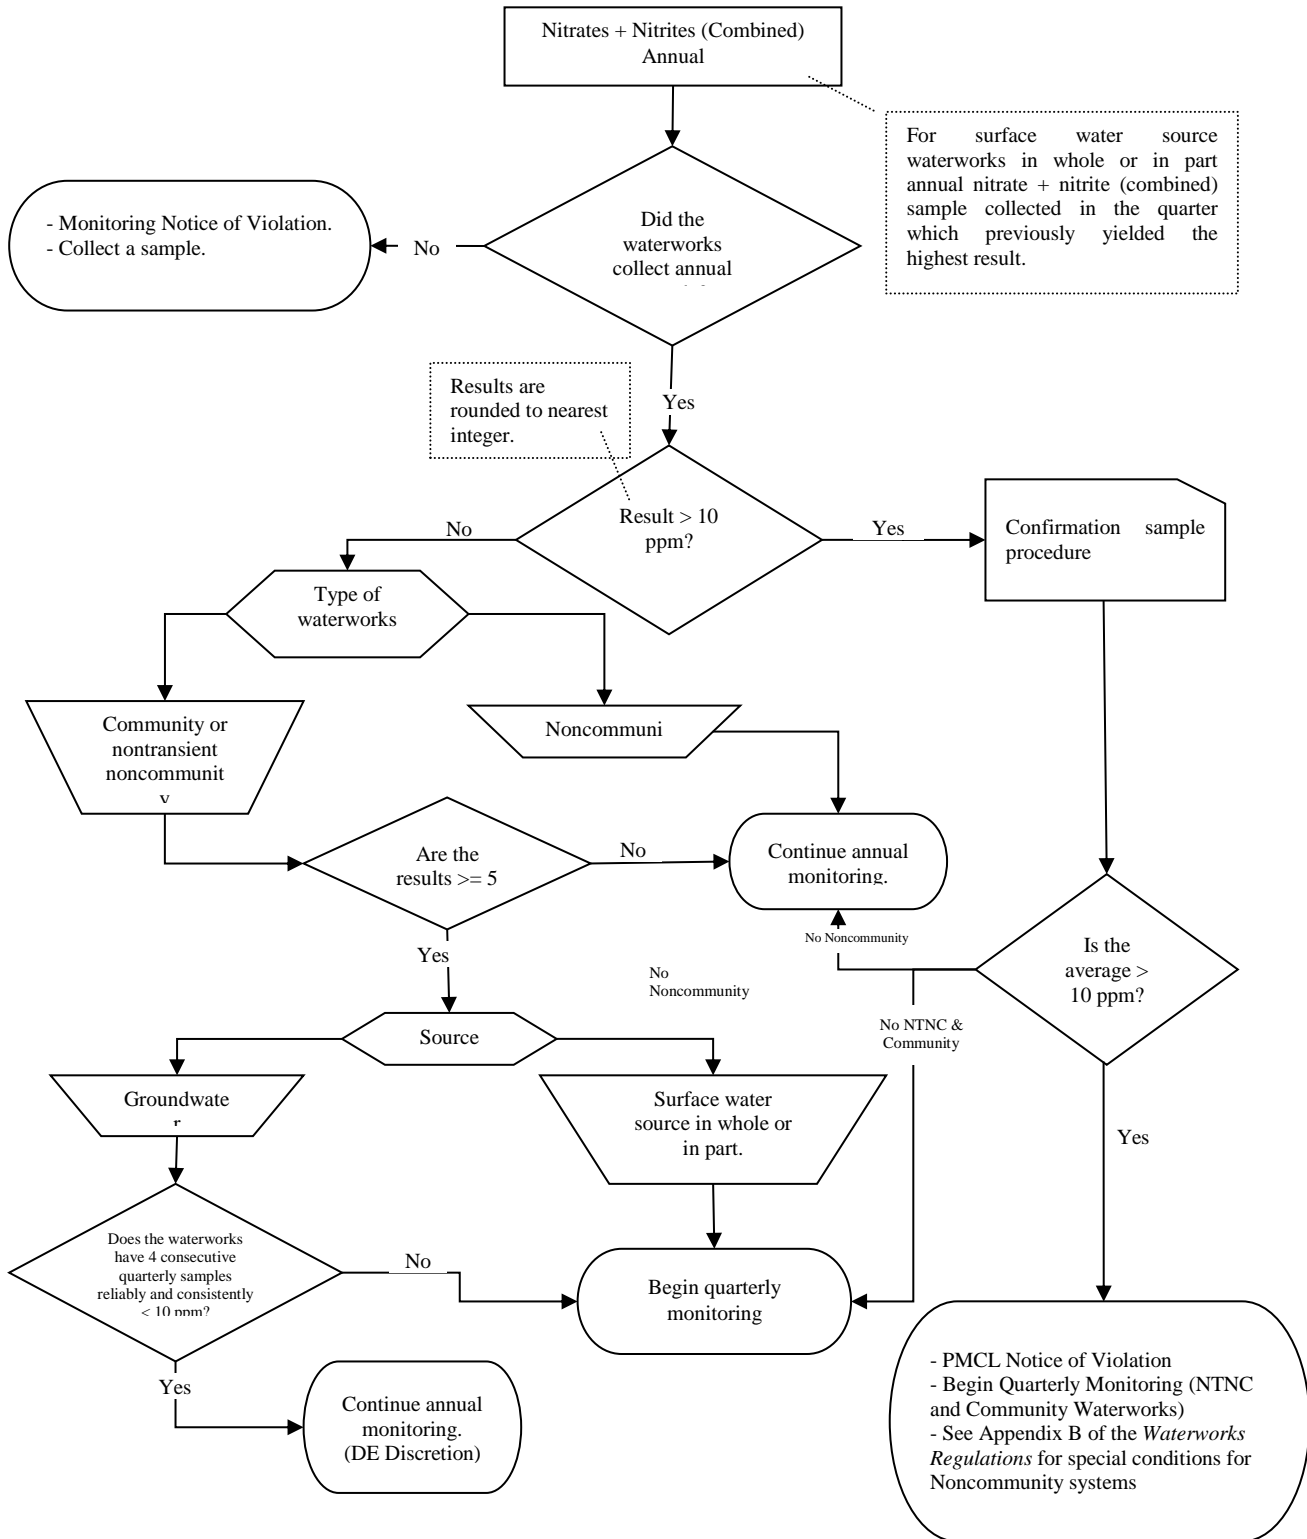 Nitrates + Nitrites (Combined)
Annual
For surface water source
waterworks in whole or in part
annual nitrate + nitrite (combined)
sample collected in the quarter
which previously yielded the
highest result.
- Monitoring Notice of Violation.
- Collect a sample.
No
Did the
waterworks
collect annual
Yes
Results are
rounded to nearest
integer.
Result > 10
ppm?
No
Yes
Confirmation sample
procedure
Type of
waterworks
Community or
nontransient
noncommunit
y
Noncommuni
Are the
results >= 5
No
Continue annual
monitoring.
No Noncommunity
Is the
average >
10 ppm?
Yes
No
Noncommunity
No NTNC &
Community
Source
Groundwate
r
Surface water
source in whole or
in part.
Yes
Does the waterworks
have 4 consecutive
quarterly samples
reliably and consistently
< 10 ppm?
No
Begin quarterly
monitoring
Yes
Continue annual
monitoring.
(DE Discretion)
- PMCL Notice of Violation
- Begin Quarterly Monitoring (NTNC
and Community Waterworks)
- See Appendix B of the Waterworks
Regulations for special conditions for
Noncommunity systems